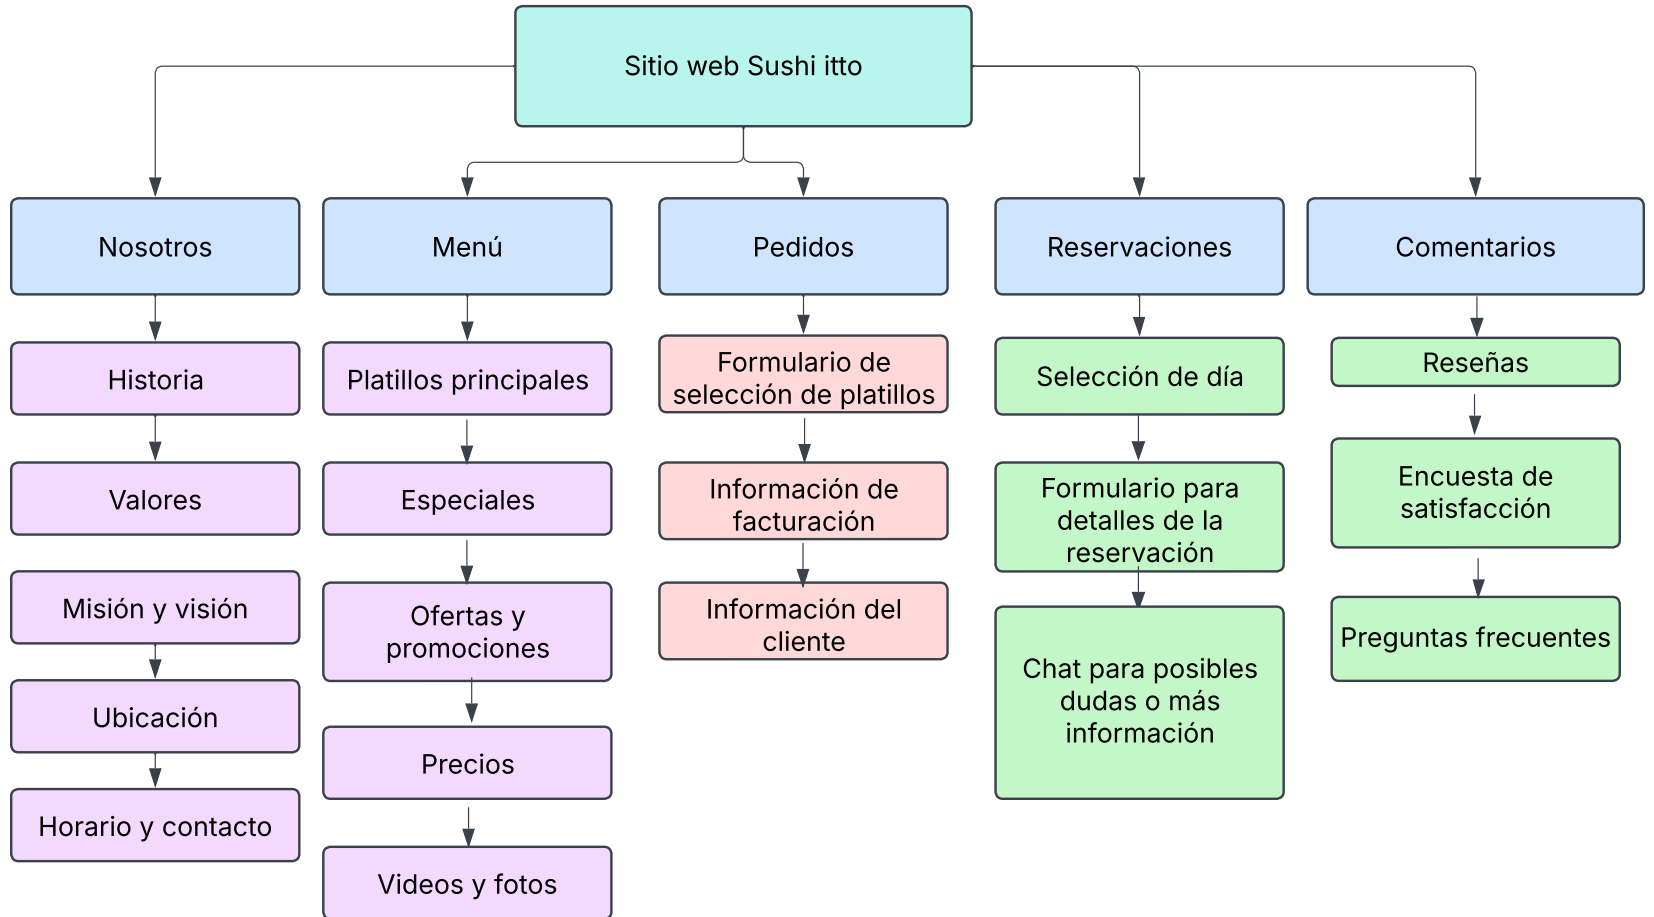 Sitio web Sushi itto
Nosotros
Menú
Pedidos
Reservaciones
Comentarios
Historia
Valores
Misión y visión
Ubicación
Horario y contacto
Platillos principales
Especiales
Ofertas y
promociones
Precios
Videos y fotos
Formulario de
selección de platillos
Información de
facturación
Información del
cliente
Selección de día
Formulario para
detalles de la
reservación
Chat para posibles
dudas o más
información
Reseñas
Encuesta de
satisfacción
Preguntas frecuentes